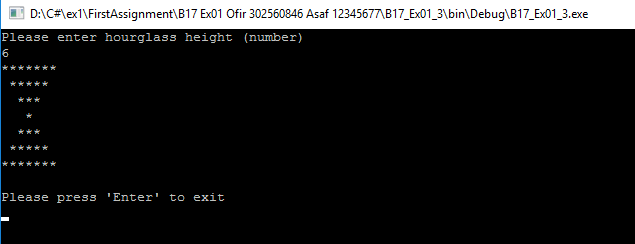 D:\C#\ex1\FirstAssignment\B17 Ex01 Ofir 302560846 Asaf 12345677\B17_Ex01_3\bin\Debug\B17_Ex01_3.exe
Please enter hourglass height (number)
6
*******
 *****
  ***
   *
  ***
 *****
*******
Please press 'Enter' to exit